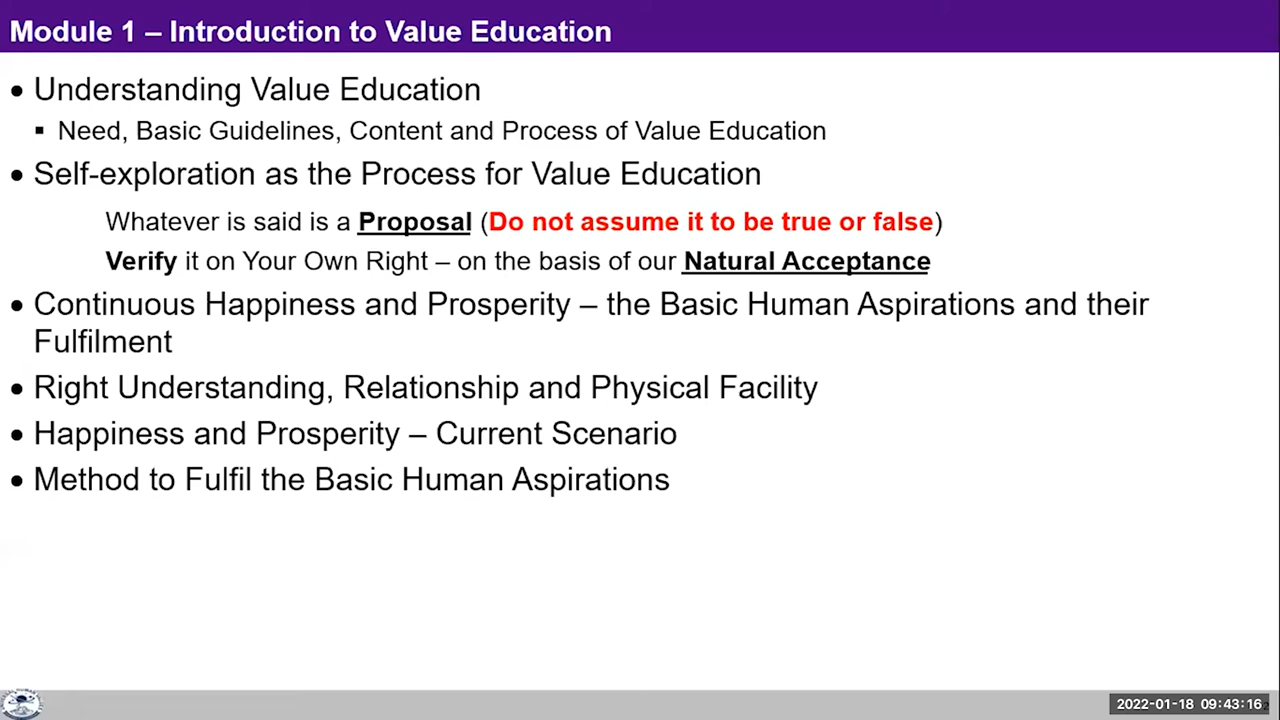 Module 1 – Introduction to Value Education
• Understanding Value Education
▪ Need, Basic Guidelines, Content and Process of Value Education
• Self-exploration as the Process for Value Education
Whatever is said is a Proposal (Do not assume it to be true or false)
Verify it on Your Own Right – on the basis of our Natural Acceptance
• Continuous Happiness and Prosperity – the Basic Human Aspirations and their
Fulfilment
• Right Understanding, Relationship and Physical Facility
• Happiness and Prosperity – Current Scenario
• Method to Fulfil the Basic Human Aspirations
2022-01-18 09:43:16